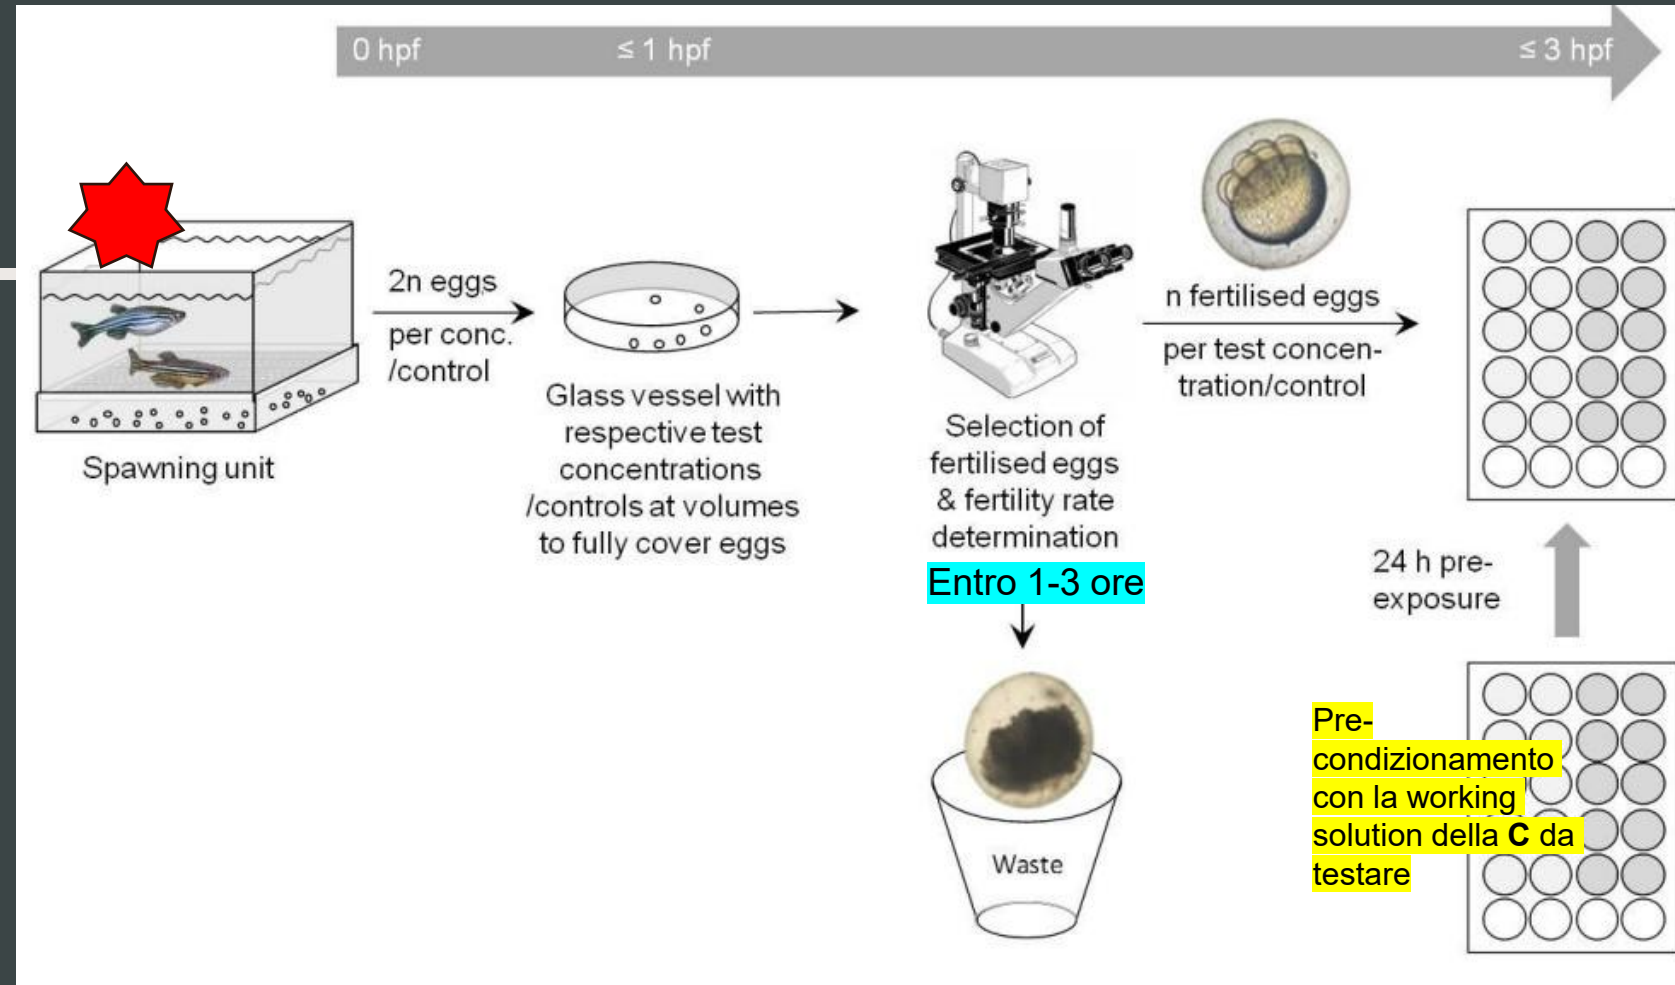 0 hpf
≤ 1 hpf
≤ 3 hpf
2n eggs
per conc.
/control
Spawning unit
Glass vessel with
respective test
concentrations
/controls at volumes
to fully cover eggs
Selection of
fertilised eggs
& fertility rate
determination
Entro 1-3 ore
n fertilised eggs
per test concen-
tration/control
24 h pre-
exposure
Pre-
condizionamento
con la working
solution della C da
testare
Waste